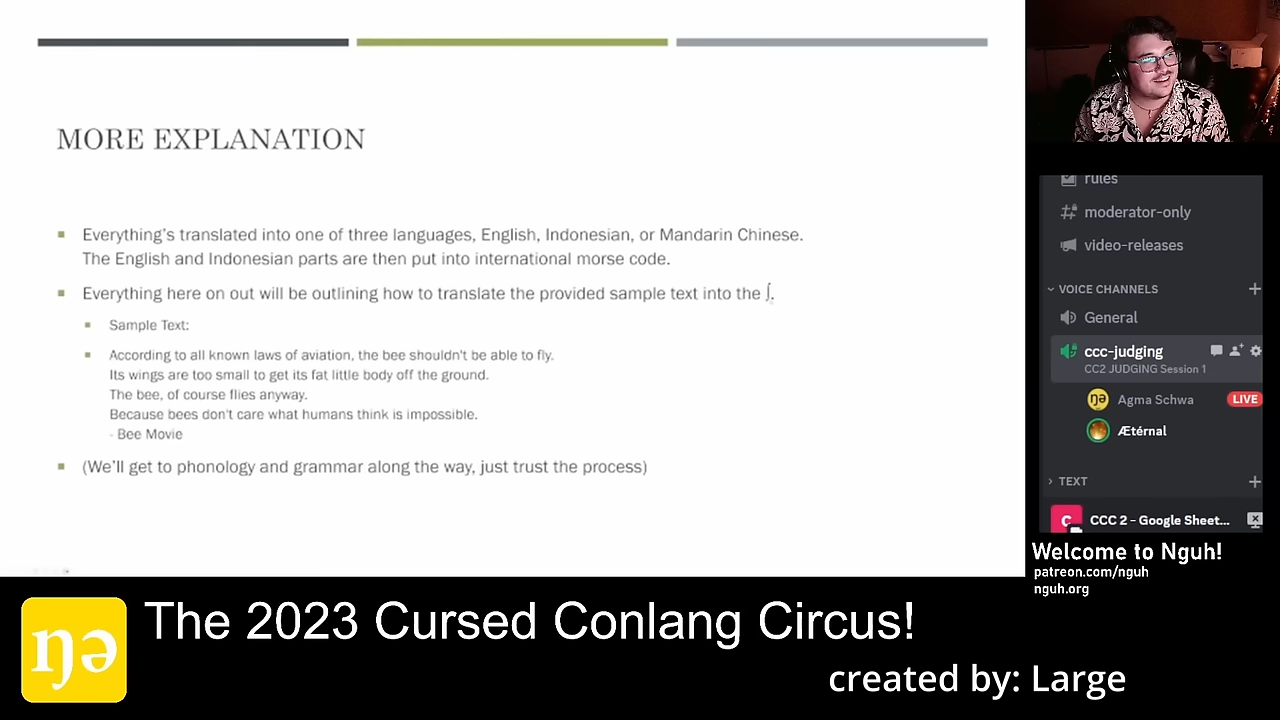 MORE EXPLANATION
Everything's translated into one of three languages, English, Indonesian, or Mandarin Chinese.
The English and Indonesian parts are then put into international morse code.
Everything here on out will be outlining how to translate the provided sample text into the ʃ.
Sample Text:
According to all known laws of aviation, the bee shouldn't be able to fly.
Its wings are too small to get its fat little body off the ground.
The bee, of course flies anyway.
Because bees don't care what humans think is impossible.
- Bee Movie
(We'll get to phonology and grammar along the way, just trust the process)
rules
moderator-only
video-releases
VOICE CHANNELS
General
ccc-judging
CC2 JUDGING Session 1
ŋə
Agma Schwa
LIVE
Ætérnal
TEXT
C
CCC 2 - Google Sheet...
Welcome to Nguh!
patreon.com/nguh
nguh.org
ŋə
The 2023 Cursed Conlang Circus!
created by: Large